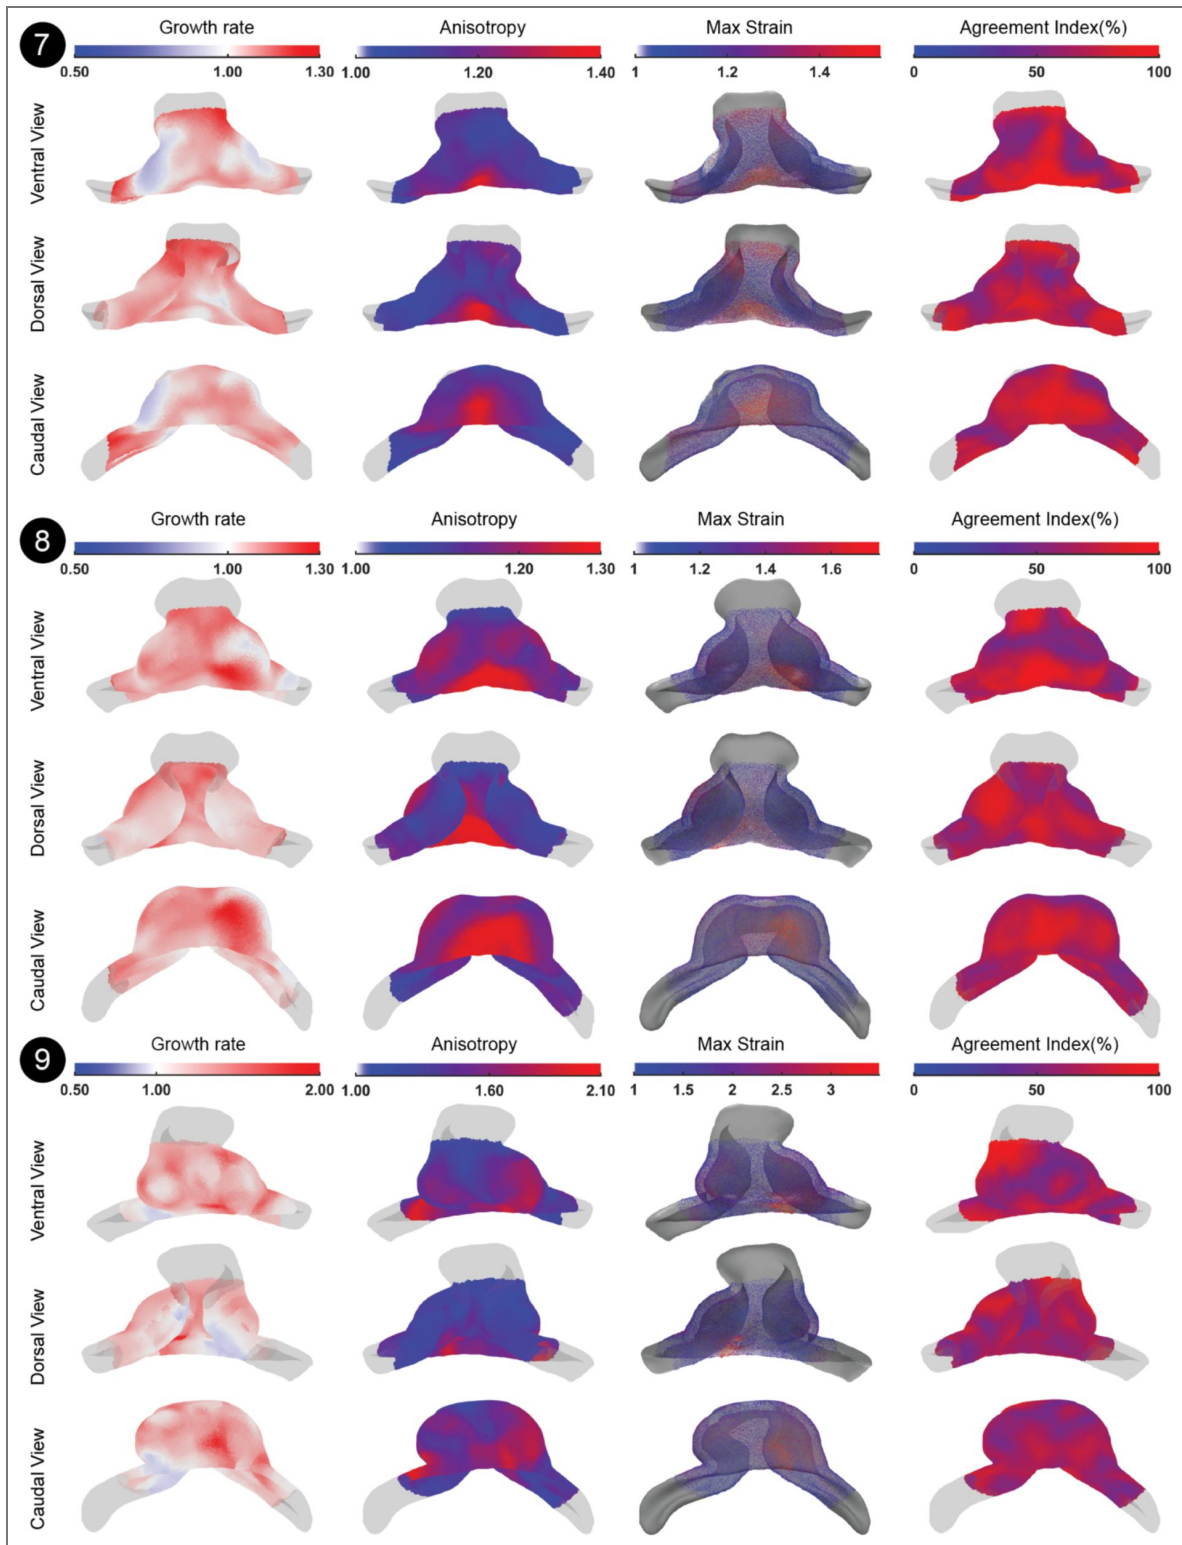 7
Growth rate Anisotropy Max Strain Agreement Index(%)
0.50 1.00 1.30 1.00 1.20 1.40 1 1.2 1.4 0 50 100
Ventral View
Dorsal View
Caudal View
8
Growth rate Anisotropy Max Strain Agreement Index(%)
0.50 1.00 1.30 1.00 1.20 1.30 1 1.2 1.4 1.6 0 50 100
Ventral View
Dorsal View
Caudal View
9
Growth rate Anisotropy Max Strain Agreement Index(%)
0.50 1.00 2.00 1.00 1.60 2.10 1 1.5 2 2.5 3 0 50 100
Ventral View
Dorsal View
Caudal View